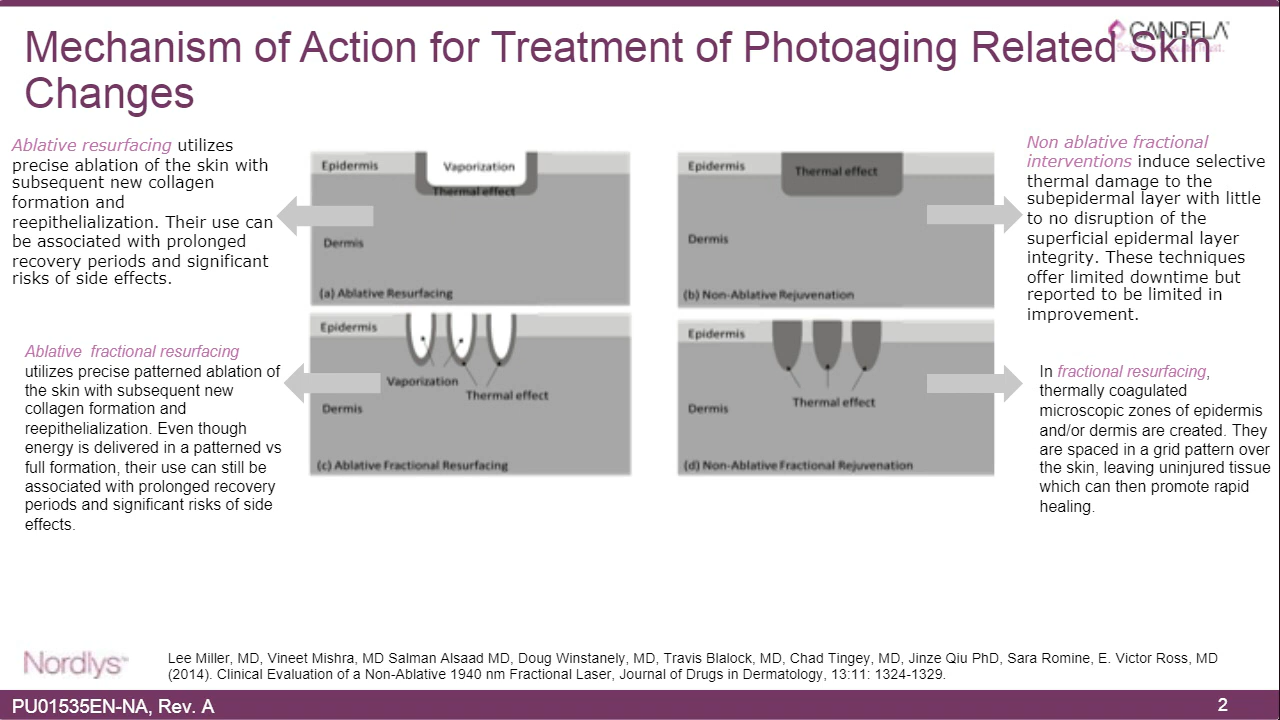 Mechanism of Action for Treatment of Photoaging Related Skin
Changes
CANDELA
Ablative resurfacing utilizes
precise ablation of the skin with
subsequent new collagen
formation and
reepithelialization. Their use can
be associated with prolonged
recovery periods and significant
risks of side effects.
Epidermis
Vaporization
Thermal effect
Dermis
(a) Ablative Resurfacing
Epidermis
Thermal effect
Dermis
(b) Non-Ablative Rejuvenation
Non ablative fractional
interventions induce selective
thermal damage to the
subepidermal layer with little
to no disruption of the
superficial epidermal layer
integrity. These techniques
offer limited downtime but
reported to be limited in
improvement.
Ablative  fractional resurfacing
utilizes precise patterned ablation of
the skin with subsequent new
collagen formation and
reepithelialization. Even though
energy is delivered in a patterned vs
full formation, their use can still be
associated with prolonged recovery
periods and significant risks of side
effects.
Epidermis
Vaporization
Thermal effect
Dermis
(c) Ablative Fractional Resurfacing
Epidermis
Thermal effect
Dermis
(d) Non-Ablative Fractional Rejuvenation
In fractional resurfacing,
thermally coagulated
microscopic zones of epidermis
and/or dermis are created. They
are spaced in a grid pattern over
the skin, leaving uninjured tissue
which can then promote rapid
healing.
Nordlys™
Lee Miller, MD, Vineet Mishra, MD Salman Alsaad MD, Doug Winstanely, MD, Travis Blalock, MD, Chad Tingey, MD, Jinze Qiu PhD, Sara Romine, E. Victor Ross, MD
(2014). Clinical Evaluation of a Non-Ablative 1940 nm Fractional Laser, Journal of Drugs in Dermatology, 13:11: 1324-1329.
PU01535EN-NA, Rev. A
2